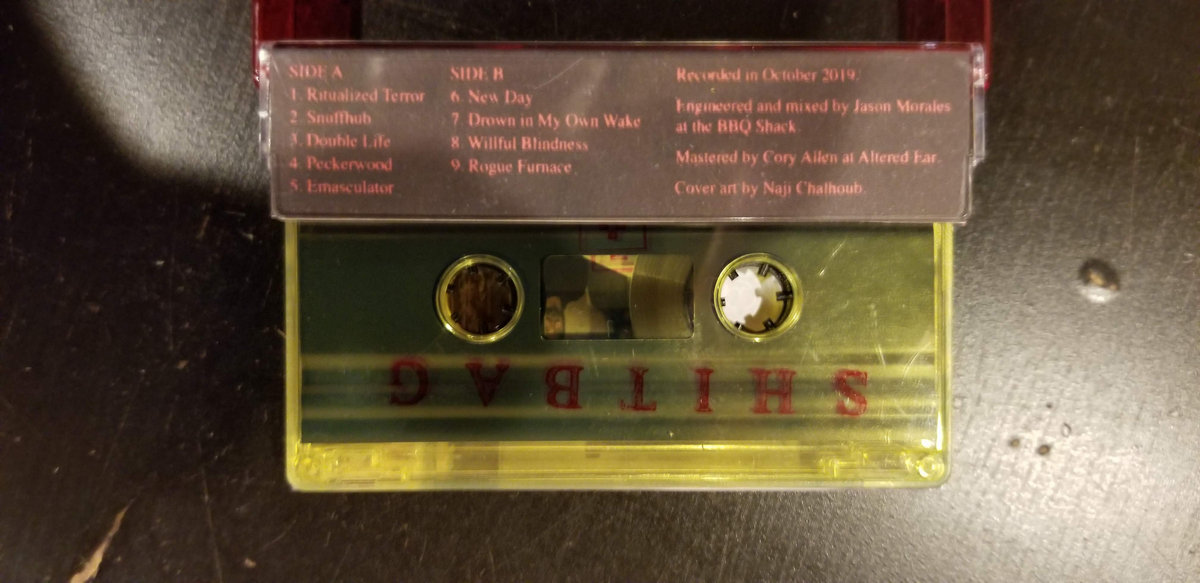 SIDE A
1. Ritualized Terror
2. Snuffhub
3. Double Life
4. Peckerwood
5. Emasculator
SIDE B
6. New Day
7. Drown in My Own Wake
8. Willful Blindness
9. Rogue Furnace
Recorded in October 2019.
Engineered and mixed by Jason Morales
at the BBQ Shack.
Mastered by Cory Allen at Altered Ear.
Cover art by Naji Chalhoub.
SHITBAG